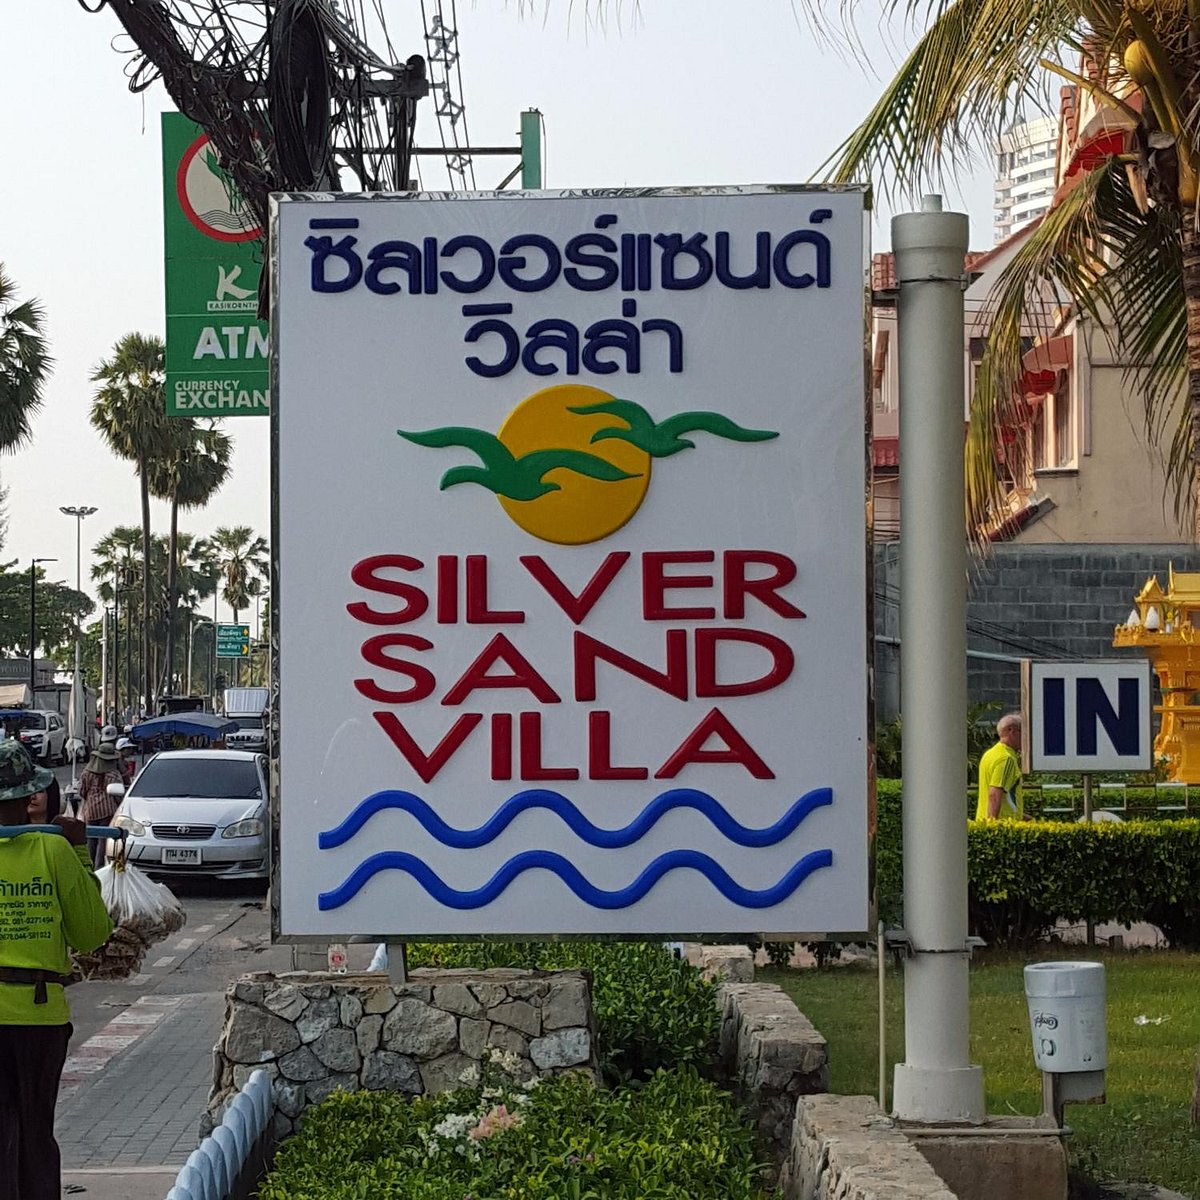 ซิลเวอร์แซนด์
วิลล่า
SILVER
SAND
VILLA
IN
K
KASIKORNTH
ATM
CURRENCY
EXCHAN